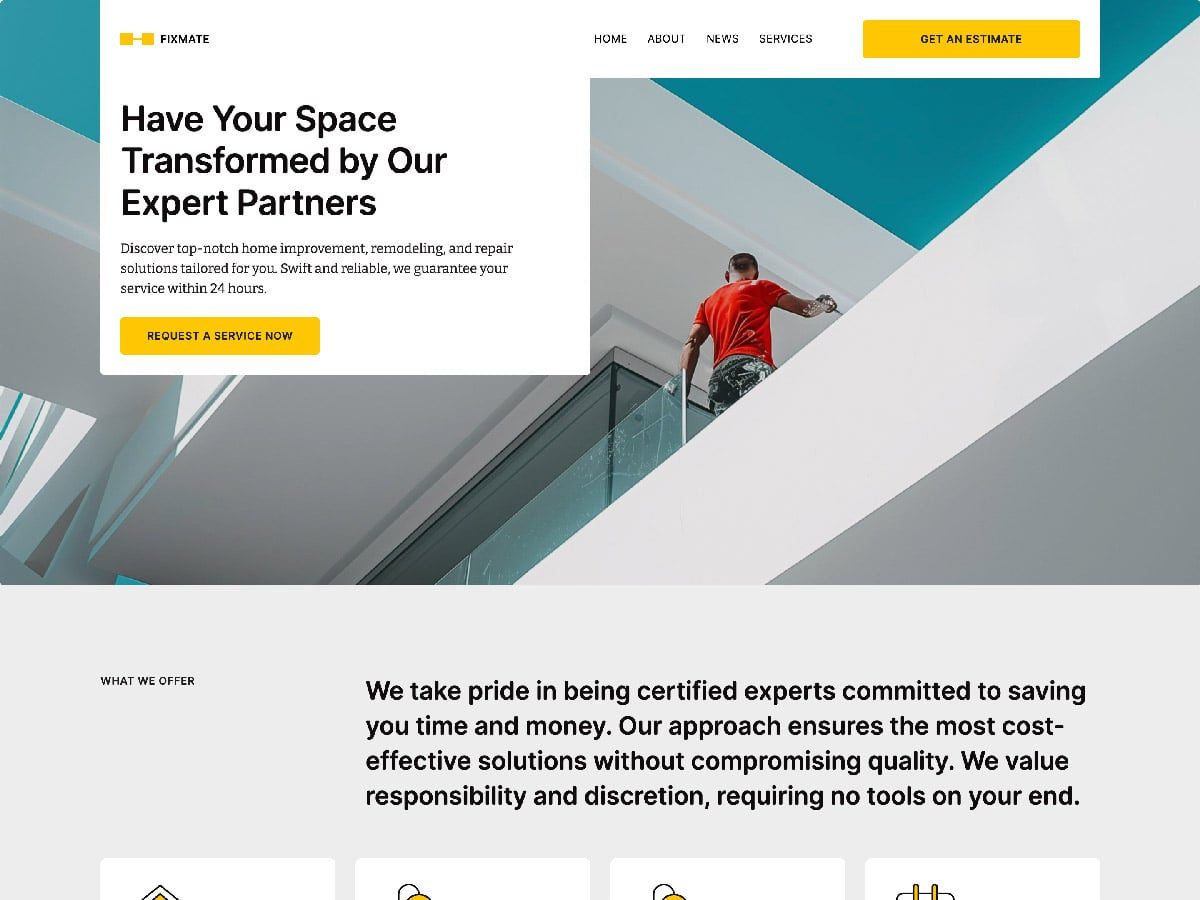 FIXMATE
HOME ABOUT NEWS SERVICES
GET AN ESTIMATE
Have Your Space
Transformed by Our
Expert Partners
Discover top-notch home improvement, remodeling, and repair
solutions tailored for you. Swift and reliable, we guarantee your
service within 24 hours.
REQUEST A SERVICE NOW
WHAT WE OFFER
We take pride in being certified experts committed to saving
you time and money. Our approach ensures the most cost-
effective solutions without compromising quality. We value
responsibility and discretion, requiring no tools on your end.